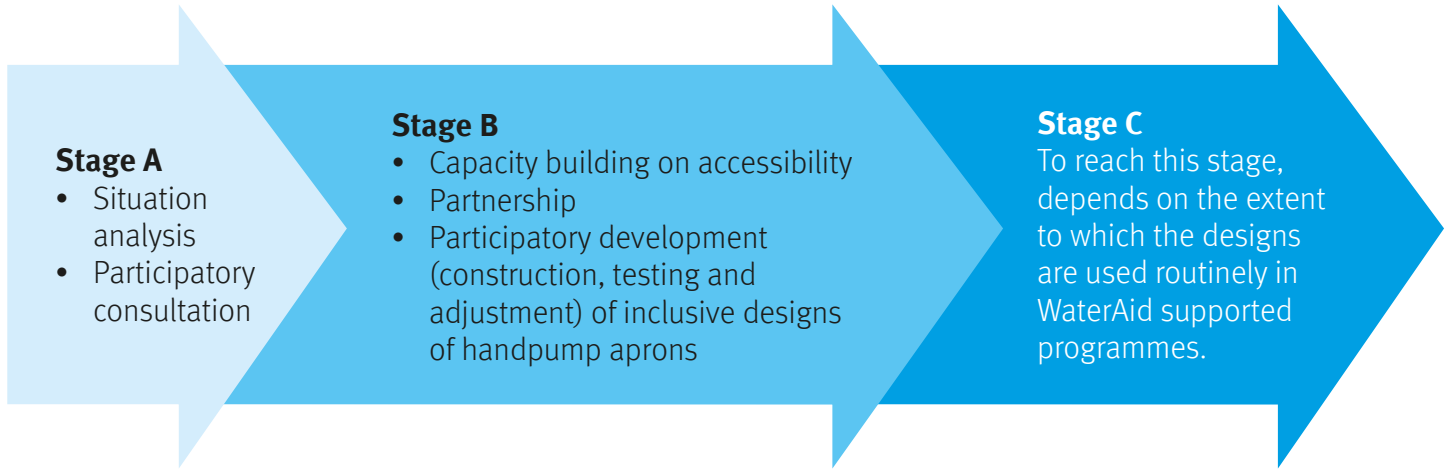 Stage A
• Situation
analysis
• Participatory
consultation
Stage B
• Capacity building on accessibility
• Partnership
• Participatory development
(construction, testing and
adjustment) of inclusive designs
of handpump aprons
Stage C
To reach this stage,
depends on the extent
to which the designs
are used routinely in
WaterAid supported
programmes.